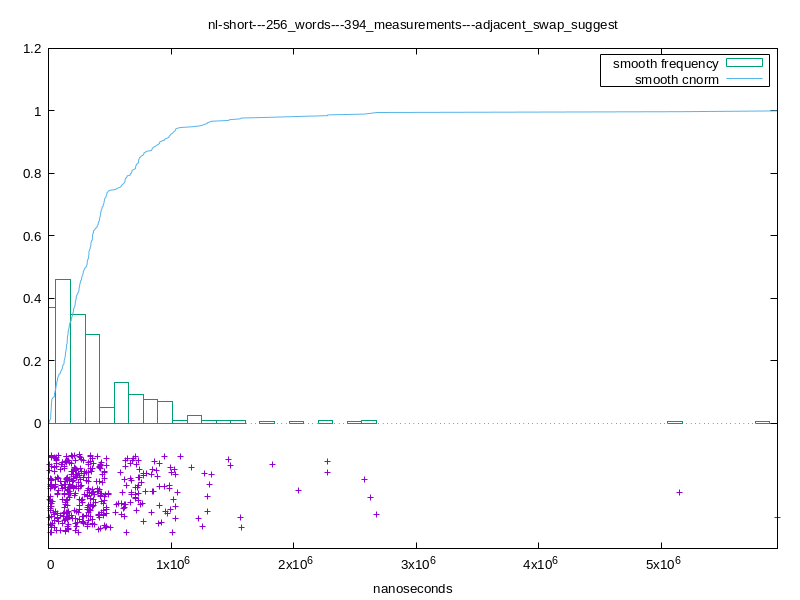 nl-short---256_words---394_measurements---adjacent_swap_suggest
1.2
smooth frequency
smooth cnorm
1
0.8
0.6
0.4
0.2
0
0 1x10^6 2x10^6 3x10^6 4x10^6 5x10^6
nanoseconds